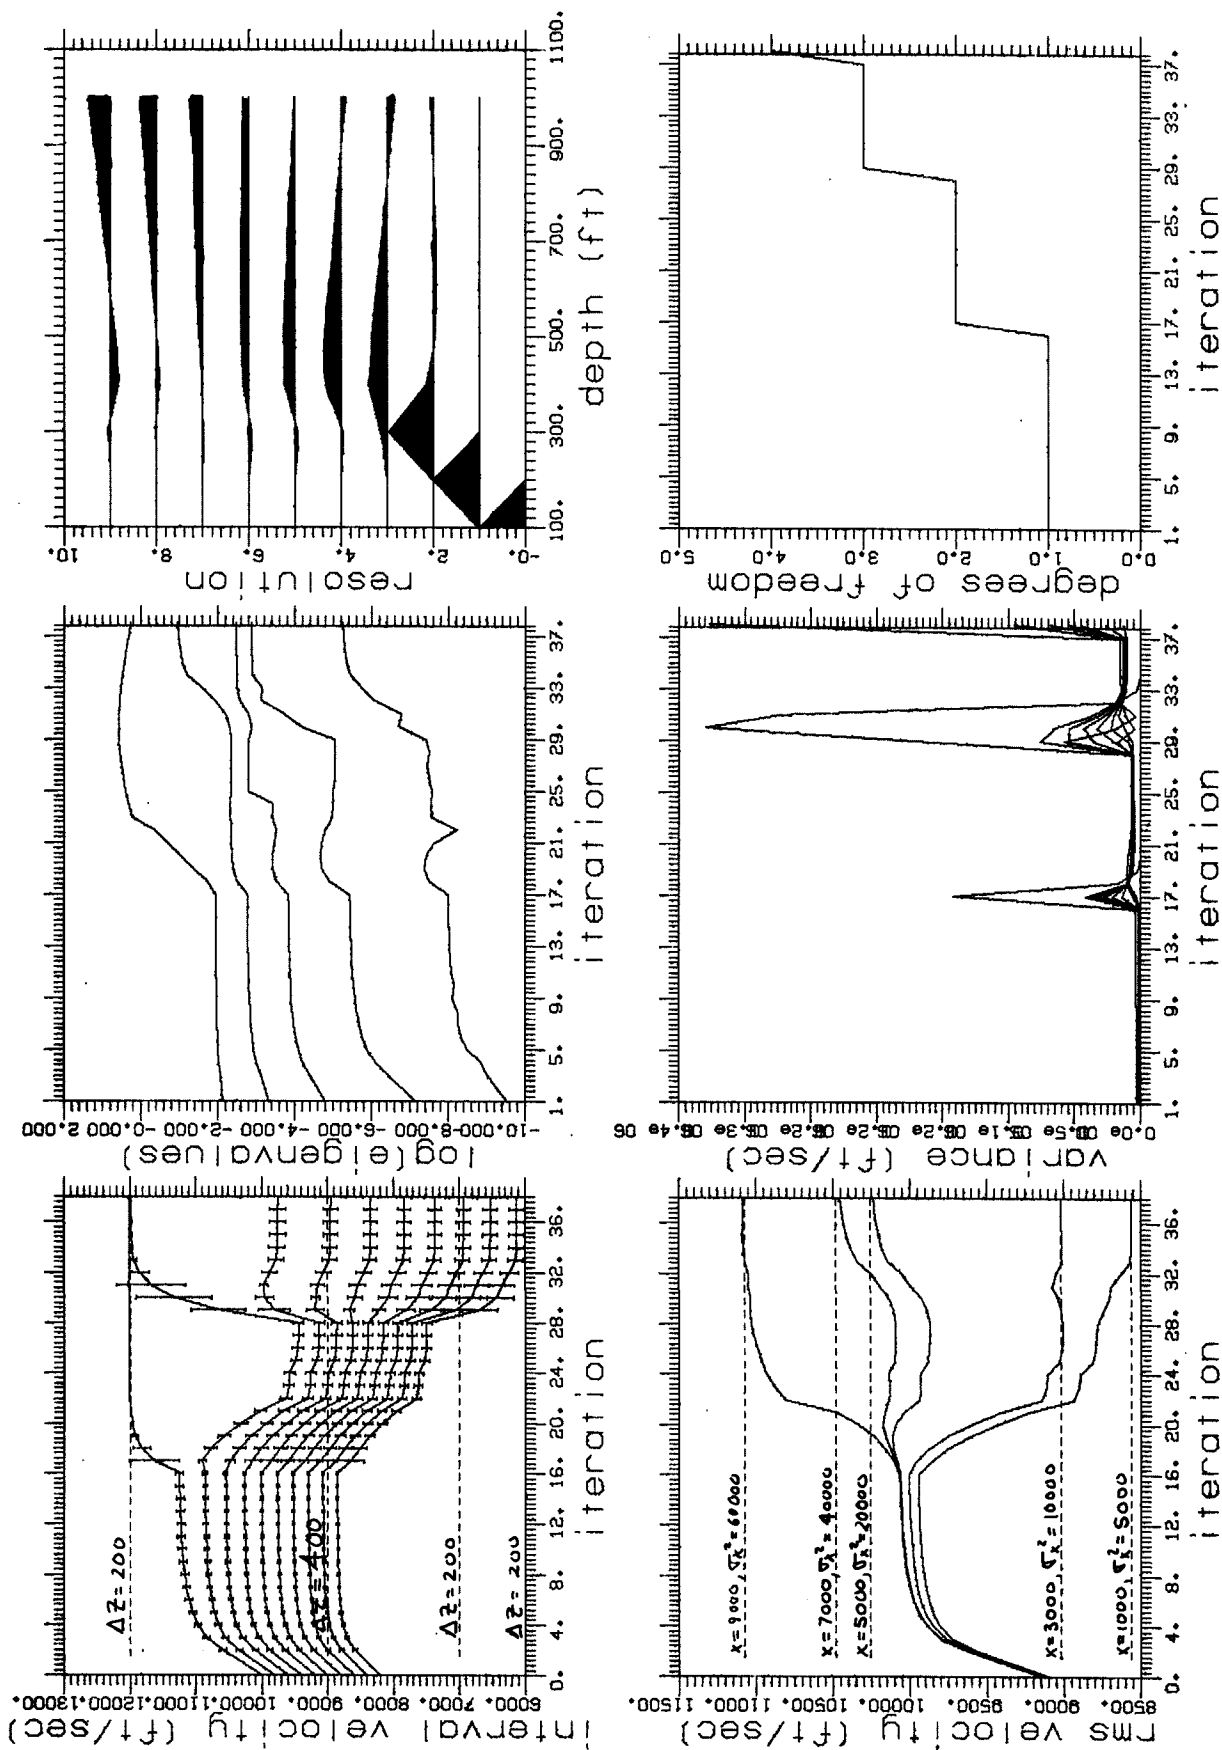 interval velocity (ft/sec)
13000. 12000. 11000. 10000. 9000. 8000. 7000. 6000.
ΔZ=200
ΔZ=400
ΔZ=200
ΔZ=200
0. 4. 8. 12. 16. 20. 24. 28. 32. 36.
iteration
log(eigenvalues)
2.000 -0.000 -2.000 -4.000 -6.000 -8.000 -10.000
1. 5. 9. 13. 17. 21. 25. 29. 33. 37.
iteration
resolution
10. 8. 6. 4. 2. -0.
100. 300. 500. 700. 900. 1100.
depth (ft)
rms velocity (ft/sec)
11500. 11000. 10500. 10000. 9500. 9000. 8500.
x=9000, σx²=60000
x=7000, σx²=40000
x=5000, σx²=20000
x=3000, σx²=10000
x=1000, σx²=5000
0. 4. 8. 12. 16. 20. 24. 28. 32. 36.
iteration
variance (ft/sec)
1. 5. 9. 13. 17. 21. 25. 29. 33. 37.
iteration
degrees of freedom
5.0 4.0 3.0 2.0 1.0 0.0
1. 5. 9. 13. 17. 21. 25. 29. 33. 37.
iteration